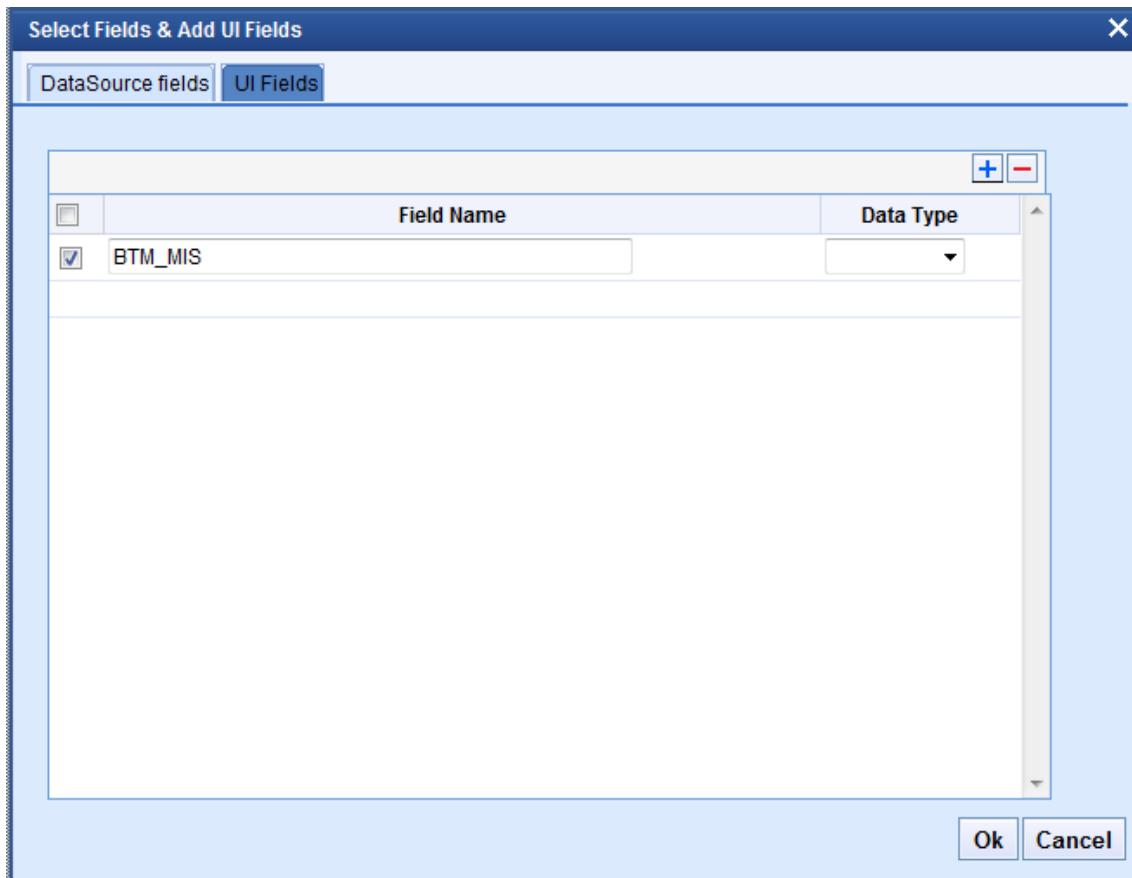 Select Fields & Add UI Fields
DataSource fields UI Fields
Field Name Data Type
BTM_MIS
Ok Cancel